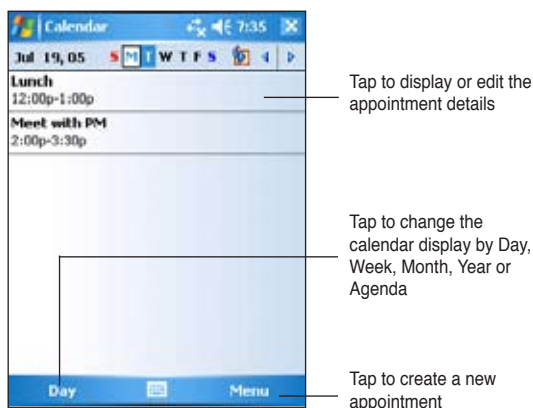 Calendar 7:35
Jul 19, 05 S M T W T F S
Lunch
12:00p-1:00p
Meet with PM
2:00p-3:30p
Day Menu
Tap to display or edit the
appointment details
Tap to change the
calendar display by Day,
Week, Month, Year or
Agenda
Tap to create a new
appointment